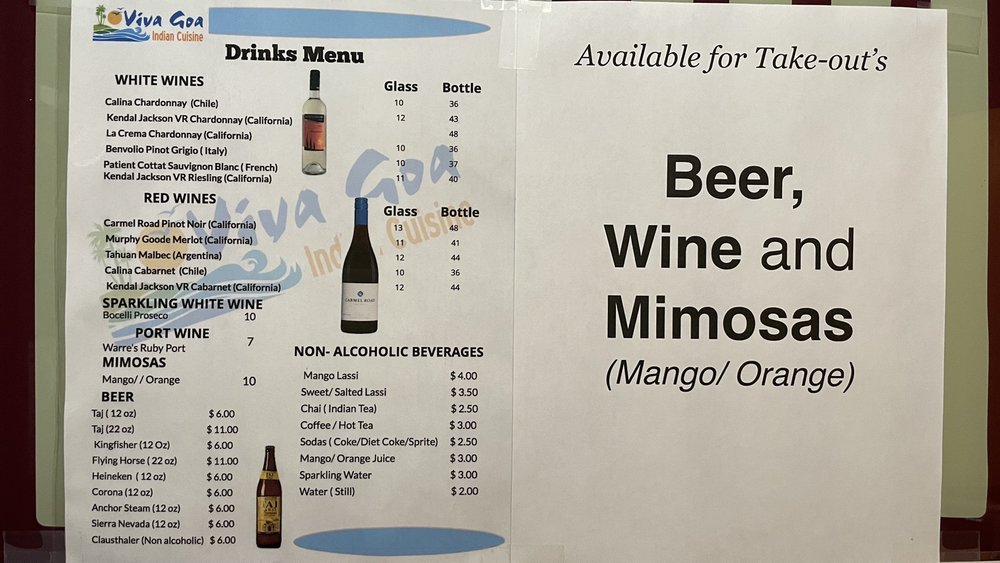 Viva Goa
Indian Cuisine
Drinks Menu
WHITE WINES Glass Bottle
Calina Chardonnay (Chile) 10 36
Kendal Jackson VR Chardonnay (California) 12 43
La Crema Chardonnay (California) 48
Benvolio Pinot Grigio ( Italy) 10 36
Patient Cottat Sauvignon Blanc ( French) 10 37
Kendal Jackson VR Riesling (California) 11 40
RED WINES Glass Bottle
Carmel Road Pinot Noir (California) 13 48
Murphy Goode Merlot (California) 11 41
Tahuan Malbec (Argentina) 12 44
Calina Cabarnet (Chile) 10 36
Kendal Jackson VR Cabarnet (California) 12 44
Viva Goa
Indian Cuisine
CARMEL ROAD
SPARKLING WHITE WINE
Bocelli Proseco 10
PORT WINE
Warre's Ruby Port 7
MIMOSAS
Mango/ / Orange 10
BEER
Taj ( 12 oz) $ 6.00
Taj (22 oz) $ 11.00
Kingfisher (12 Oz) $ 6.00
Flying Horse ( 22 oz) $ 11.00
Heineken ( 12 oz) $ 6.00
Corona (12 oz) $ 6.00
Anchor Steam (12 oz) $ 6.00
Sierra Nevada (12 oz) $ 6.00
Clausthaler (Non alcoholic) $ 6.00
TAJ
NON- ALCOHOLIC BEVERAGES
Mango Lassi $ 4.00
Sweet/ Salted Lassi $ 3.50
Chai ( Indian Tea) $ 2.50
Coffee / Hot Tea $ 3.00
Sodas ( Coke/Diet Coke/Sprite) $ 2.50
Mango/ Orange Juice $ 3.00
Sparkling Water $ 3.00
Water ( Still) $ 2.00
Available for Take-out's
Beer,
Wine and
Mimosas
(Mango/ Orange)